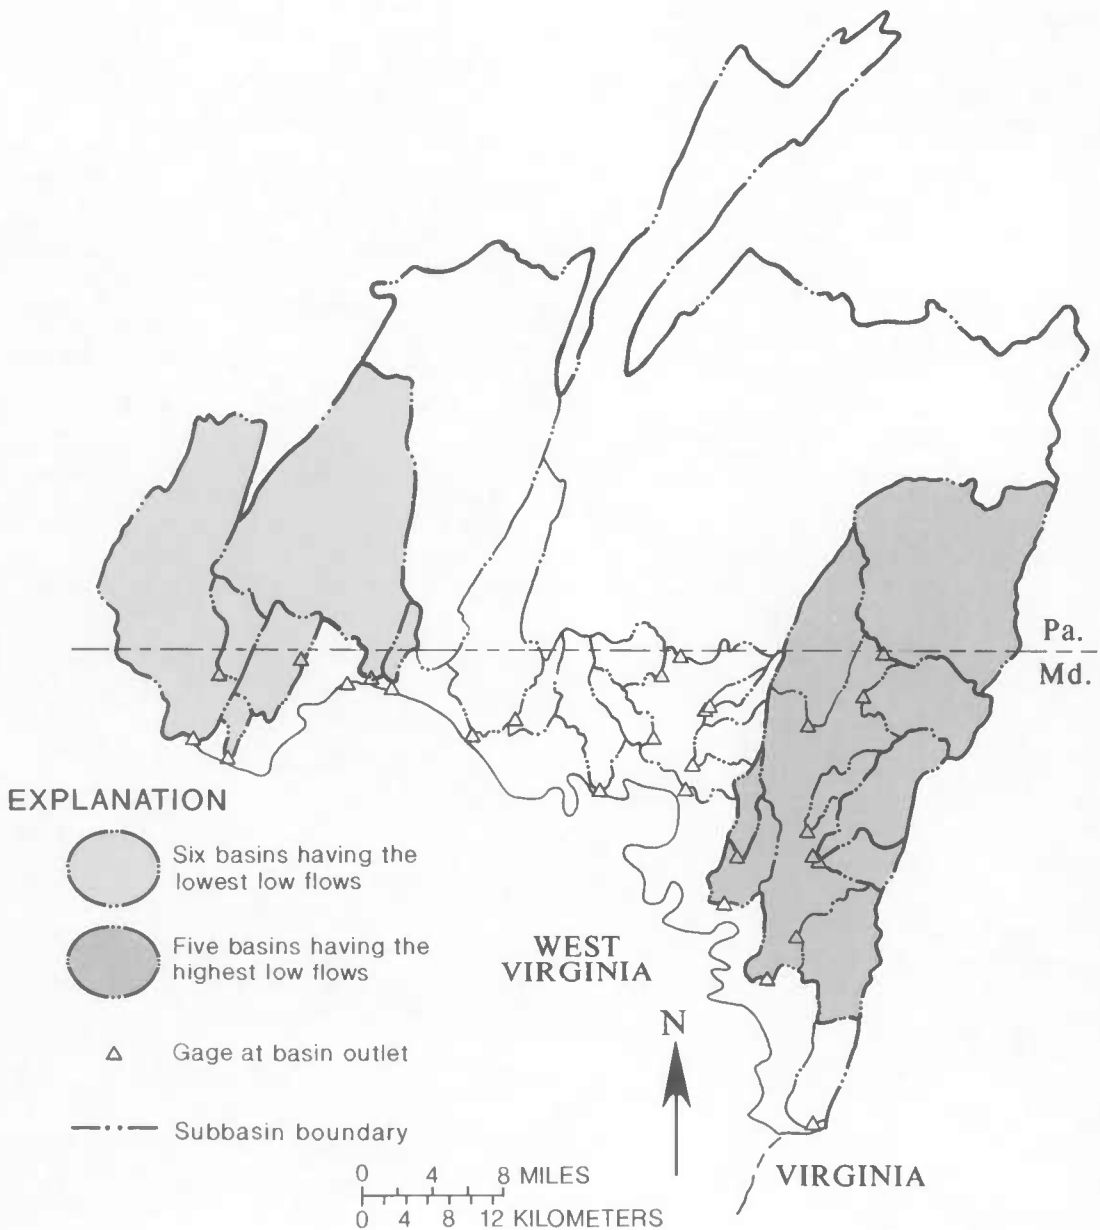 Pa.
Md.
EXPLANATION
Six basins having the
lowest low flows
Five basins having the
highest low flows
Gage at basin outlet
Subbasin boundary
WEST
VIRGINIA
N
VIRGINIA
0 4 8 MILES
0 4 8 12 KILOMETERS